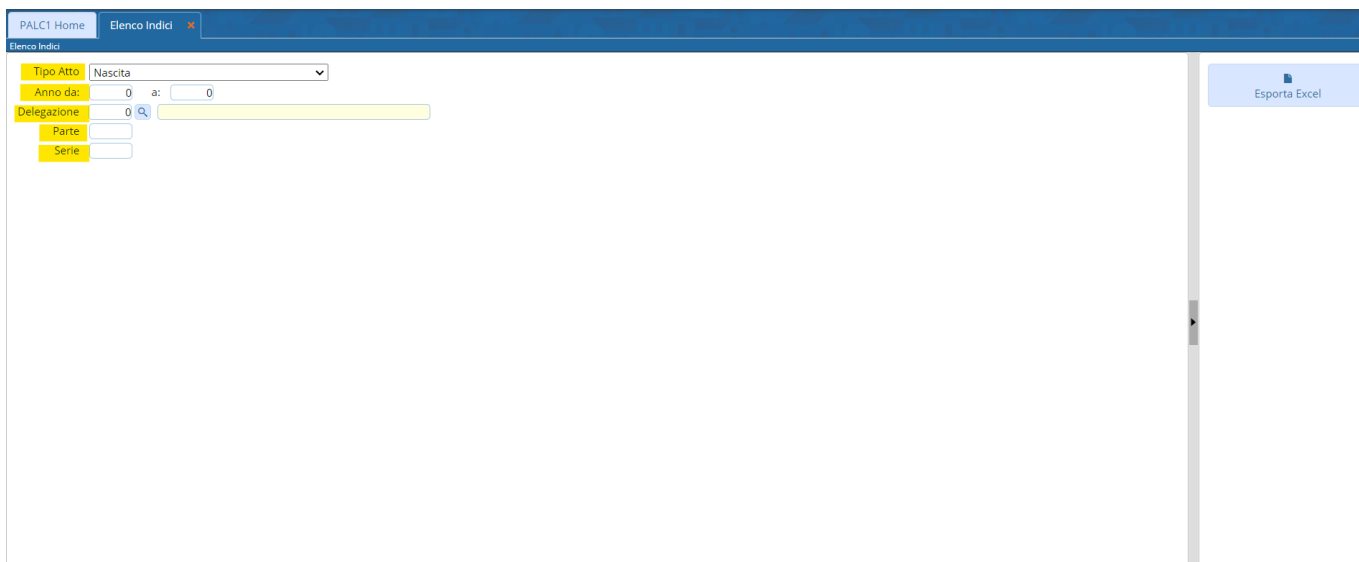 PALC1 Home Elenco Indici ×
Elenco Indici
Tipo Atto Nascita
Anno da: 0 a: 0
Delegazione 0
Parte
Serie
Esporta Excel